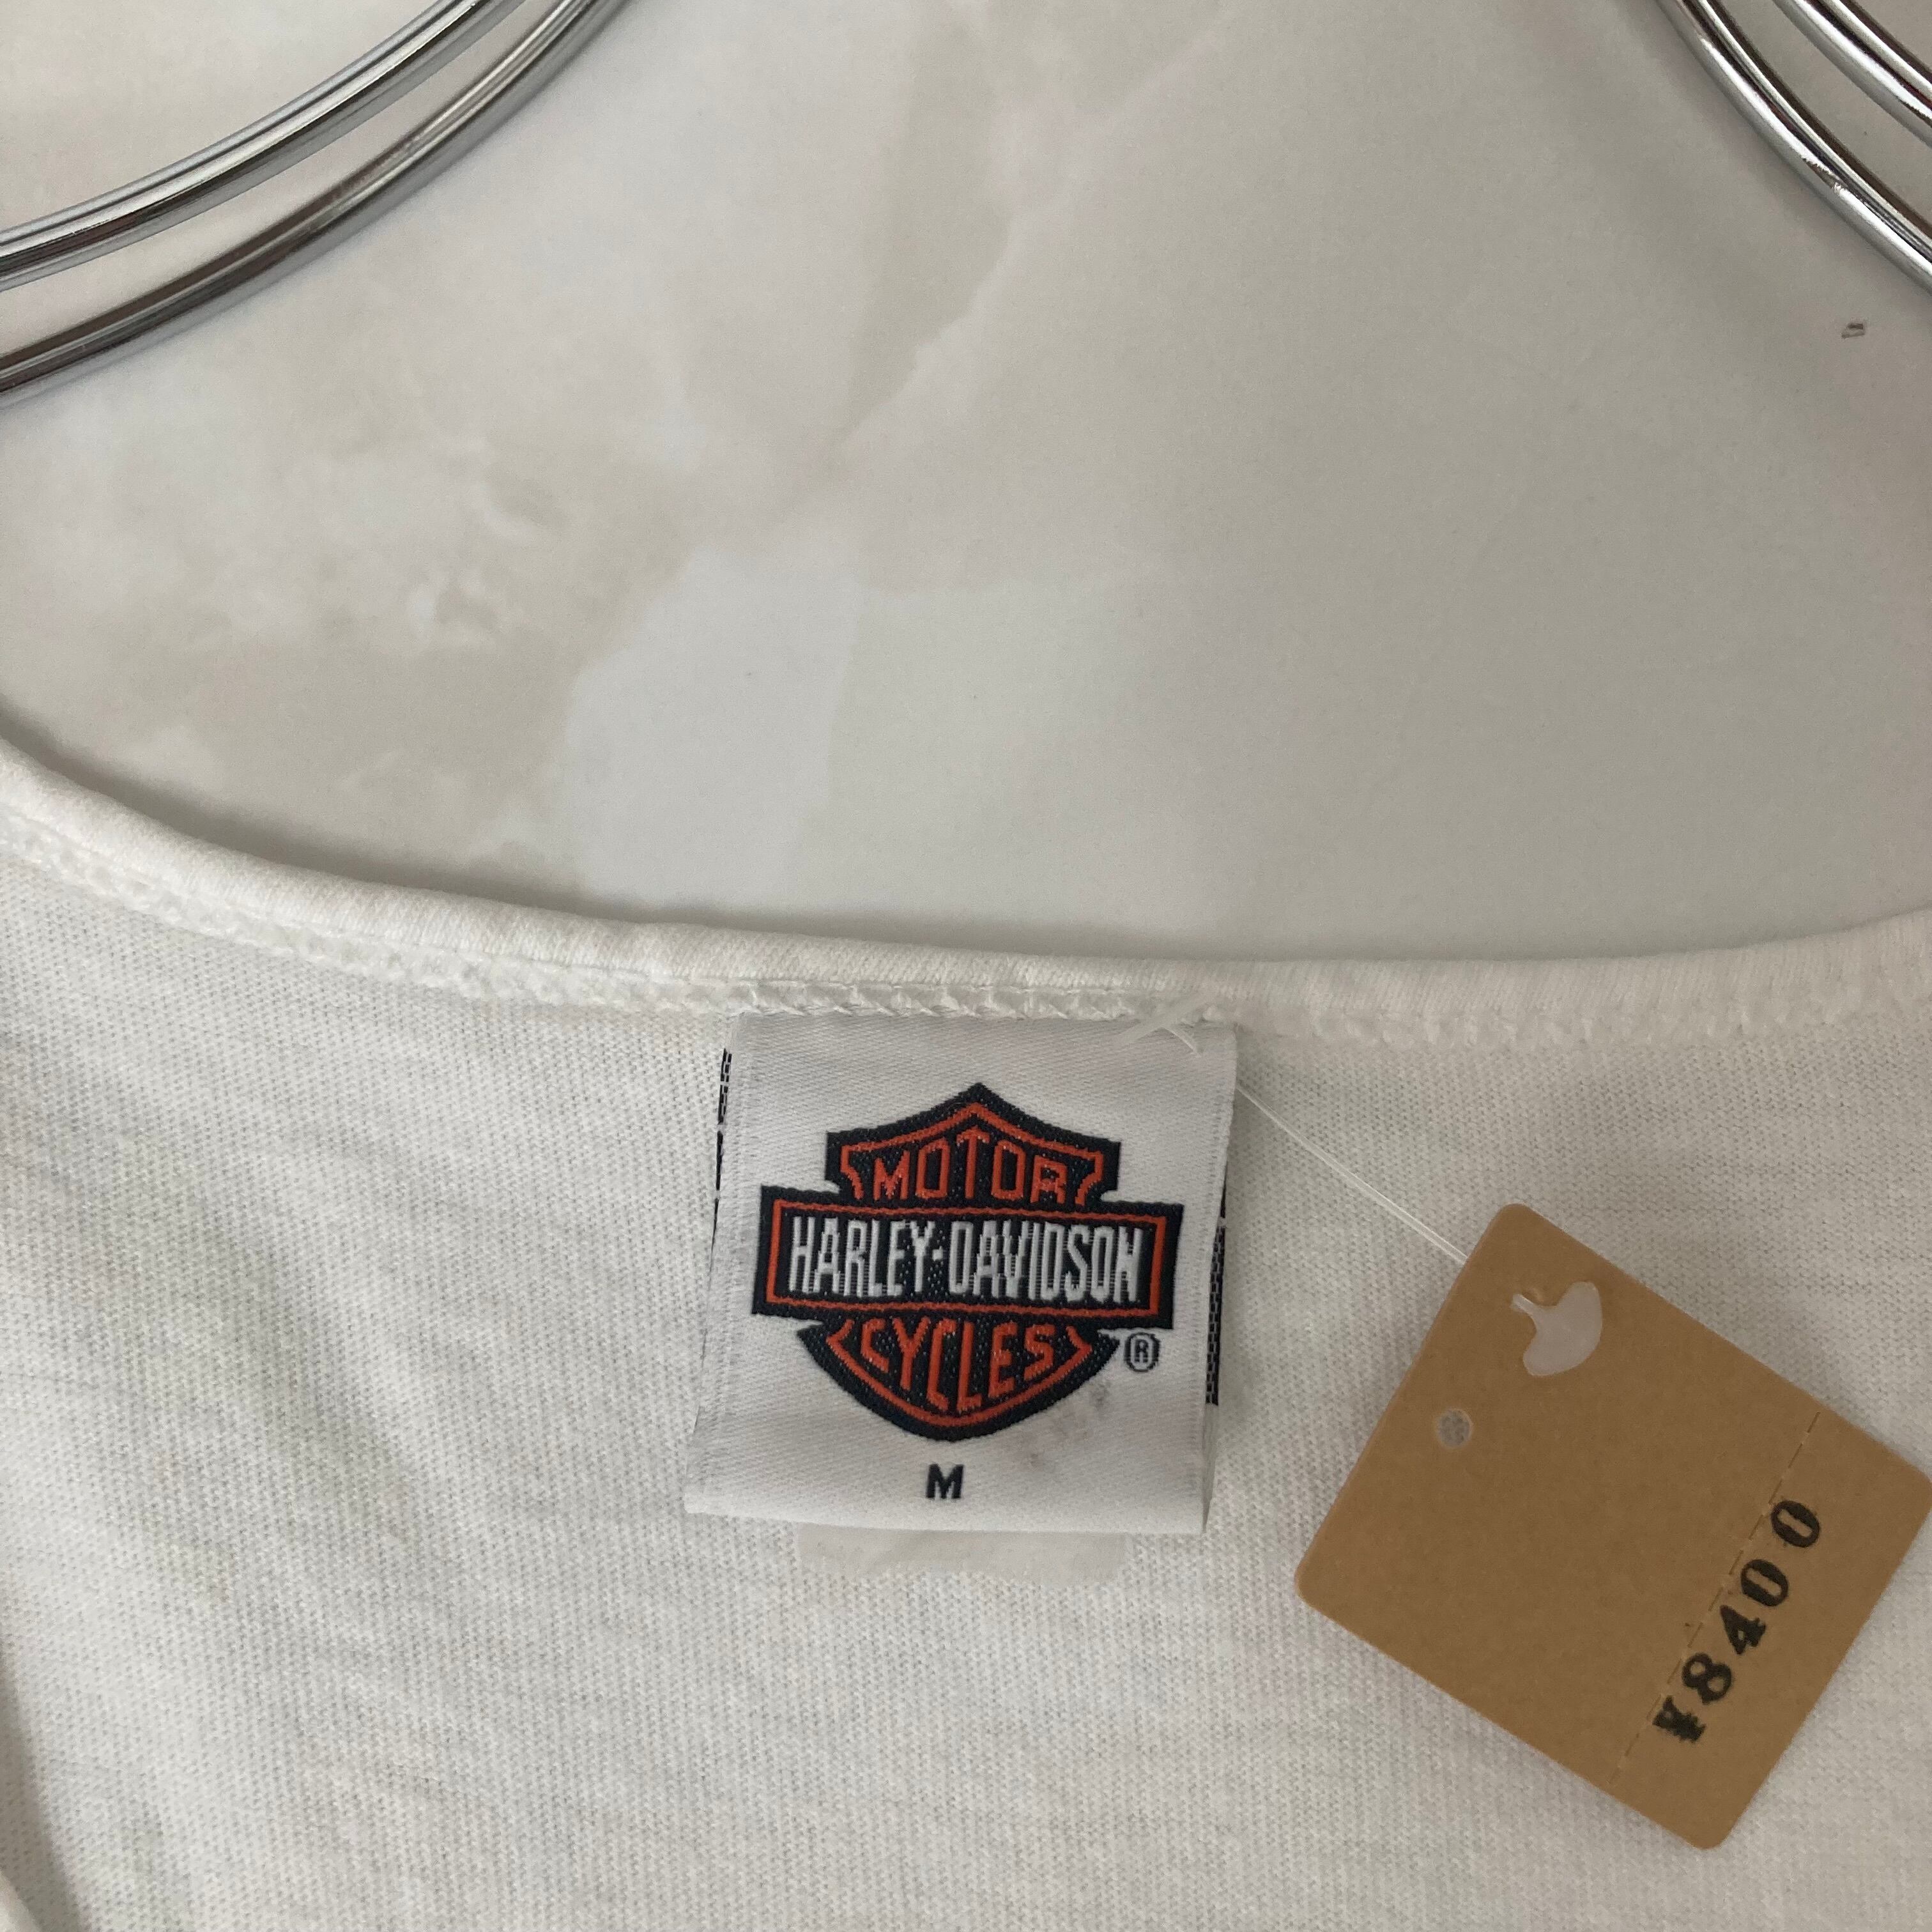 MOTOR
HARLEY-DAVIDSON
CYCLES
®
M
¥8400